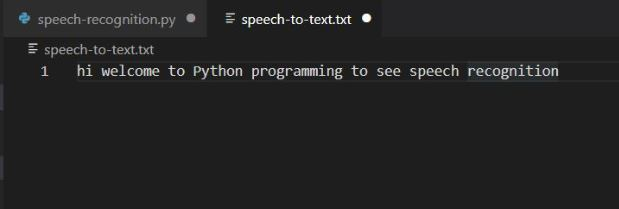 speech-recognition.py speech-to-text.txt
speech-to-text.txt
1 hi welcome to Python programming to see speech recognition